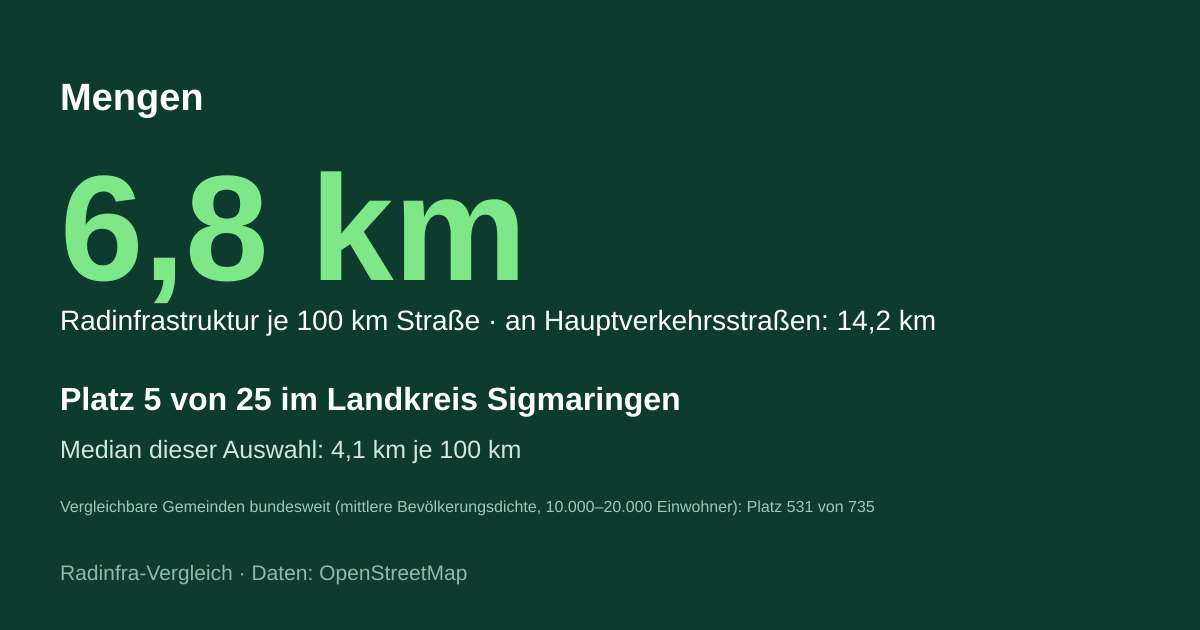 Mengen
6,8 km
Radinfrastruktur je 100 km Straße · an Hauptverkehrsstraßen: 14,2 km
Platz 5 von 25 im Landkreis Sigmaringen
Median dieser Auswahl: 4,1 km je 100 km
Vergleichbare Gemeinden bundesweit (mittlere Bevölkerungsdichte, 10.000–20.000 Einwohner): Platz 531 von 735
Radinfra-Vergleich · Daten: OpenStreetMap